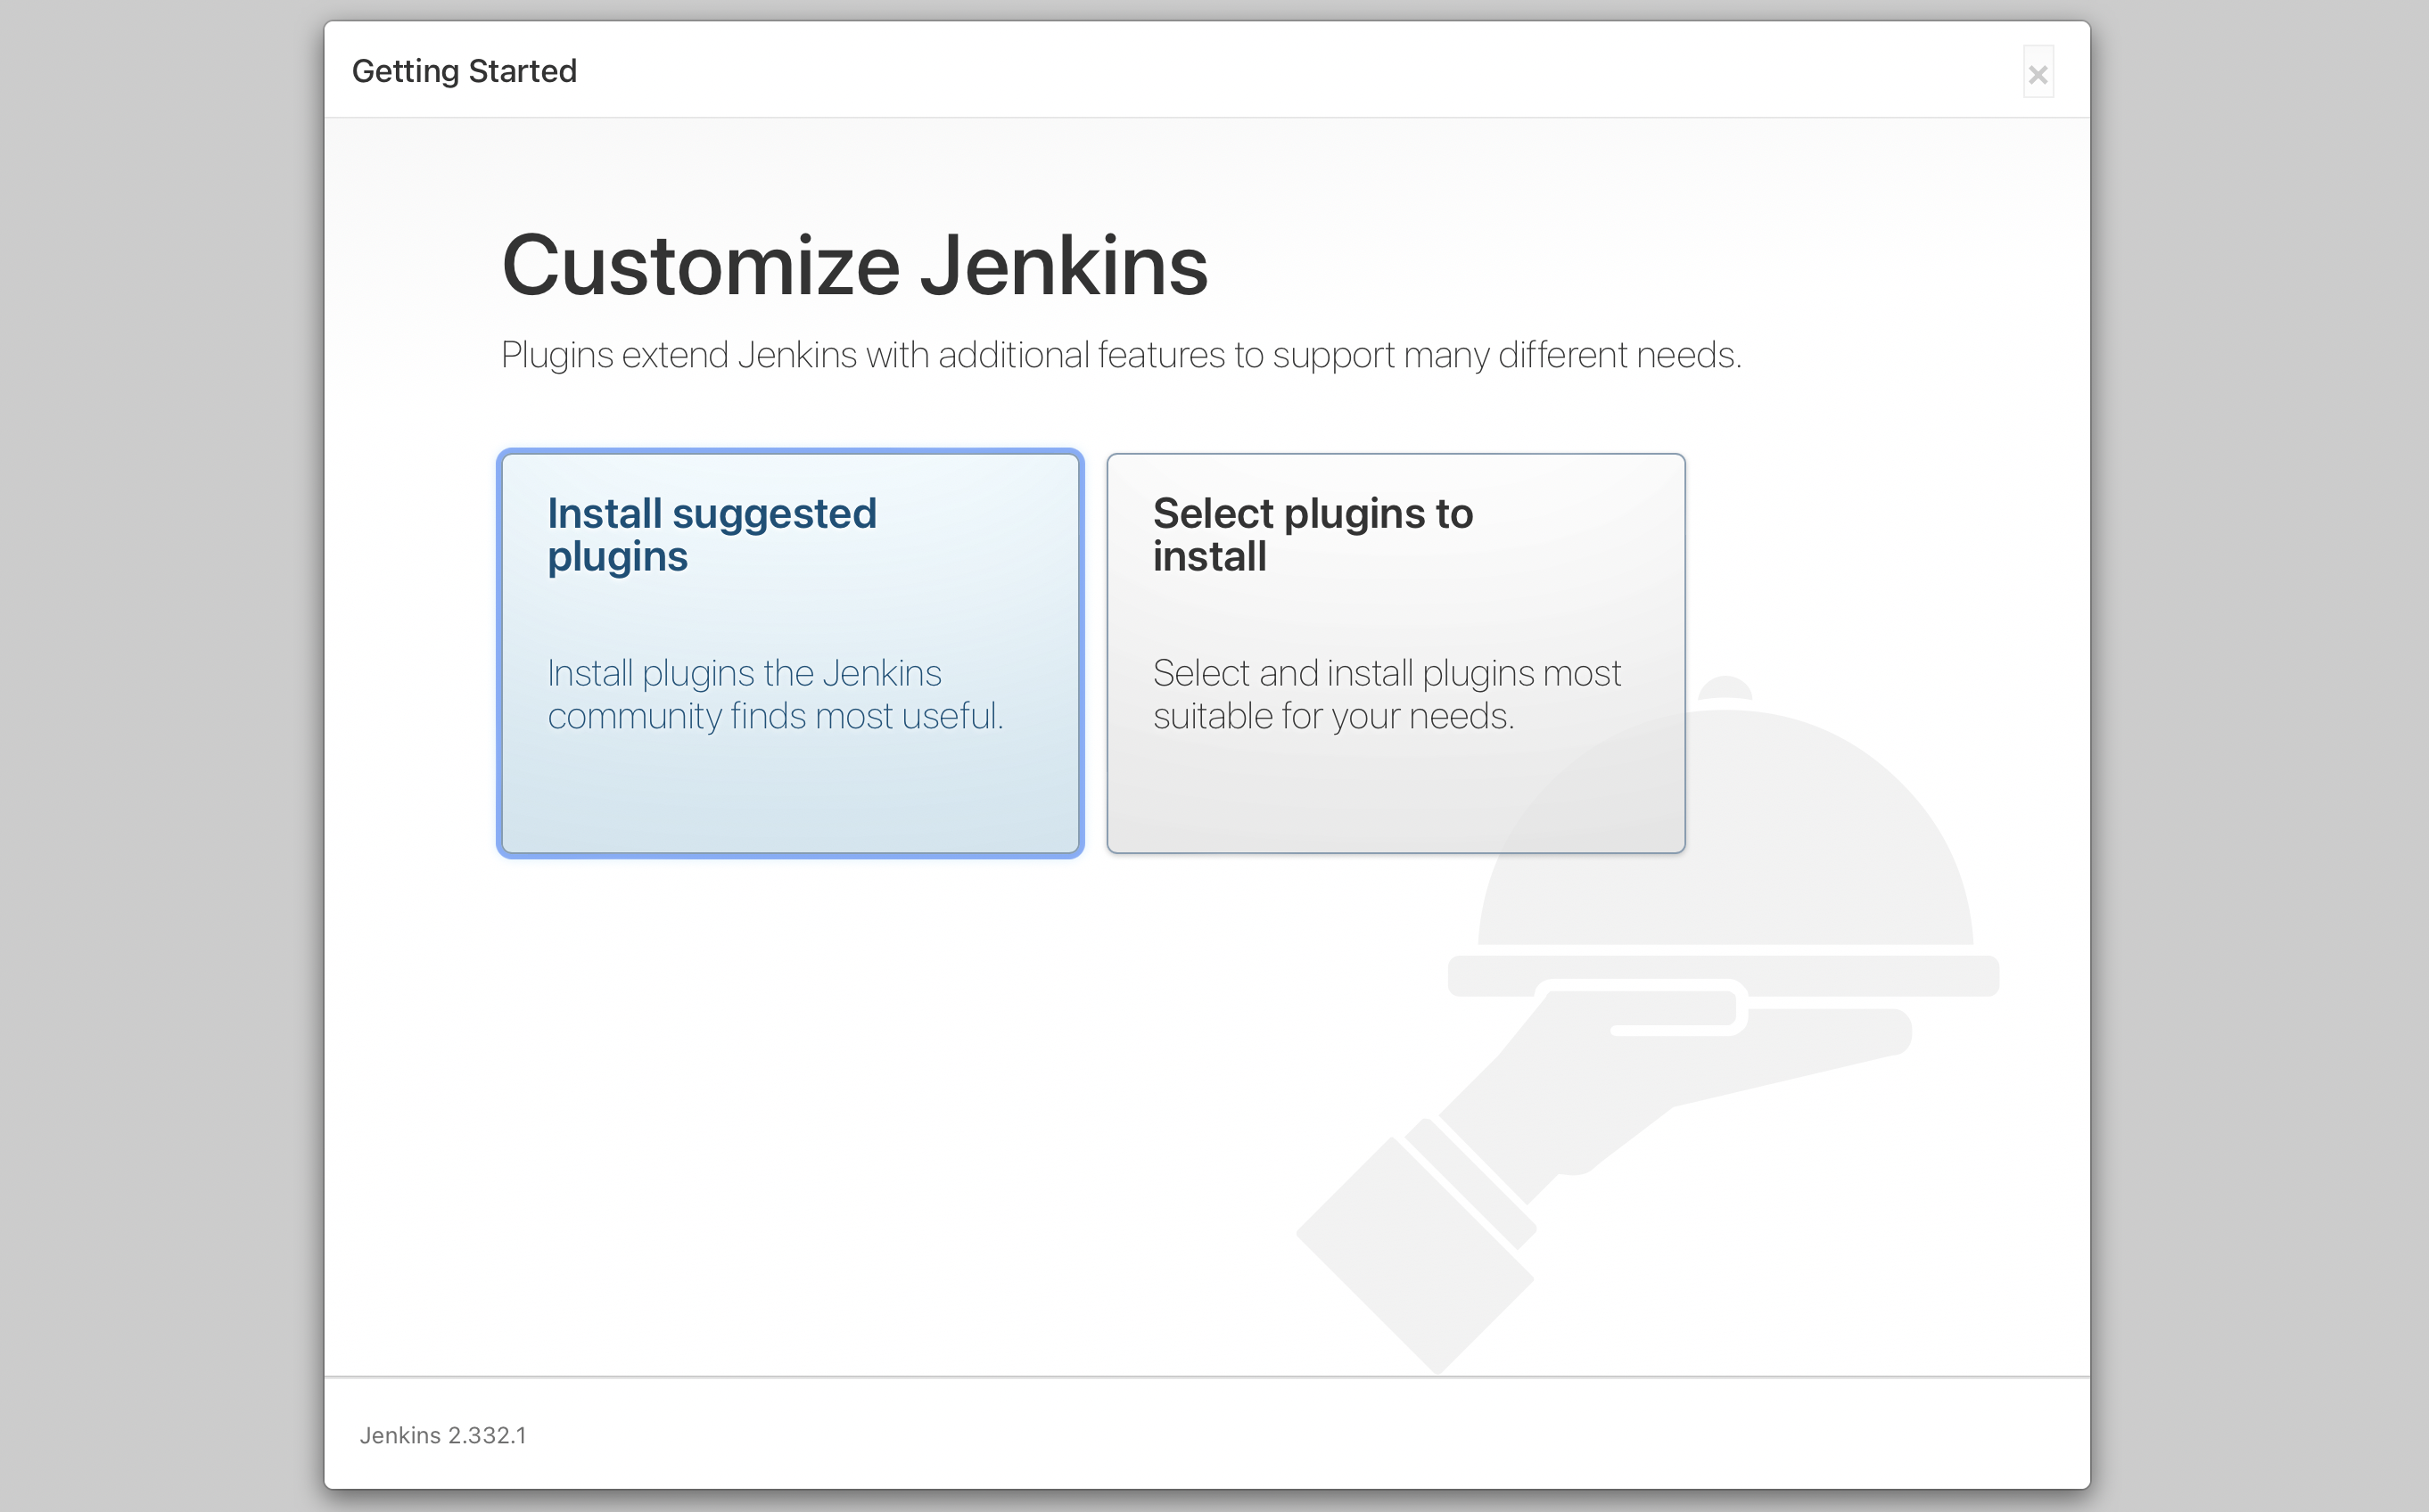 Getting Started
×
Customize Jenkins
Plugins extend Jenkins with additional features to support many different needs.
Install suggested
plugins
Install plugins the Jenkins
community finds most useful.
Select plugins to
install
Select and install plugins most
suitable for your needs.
Jenkins 2.332.1